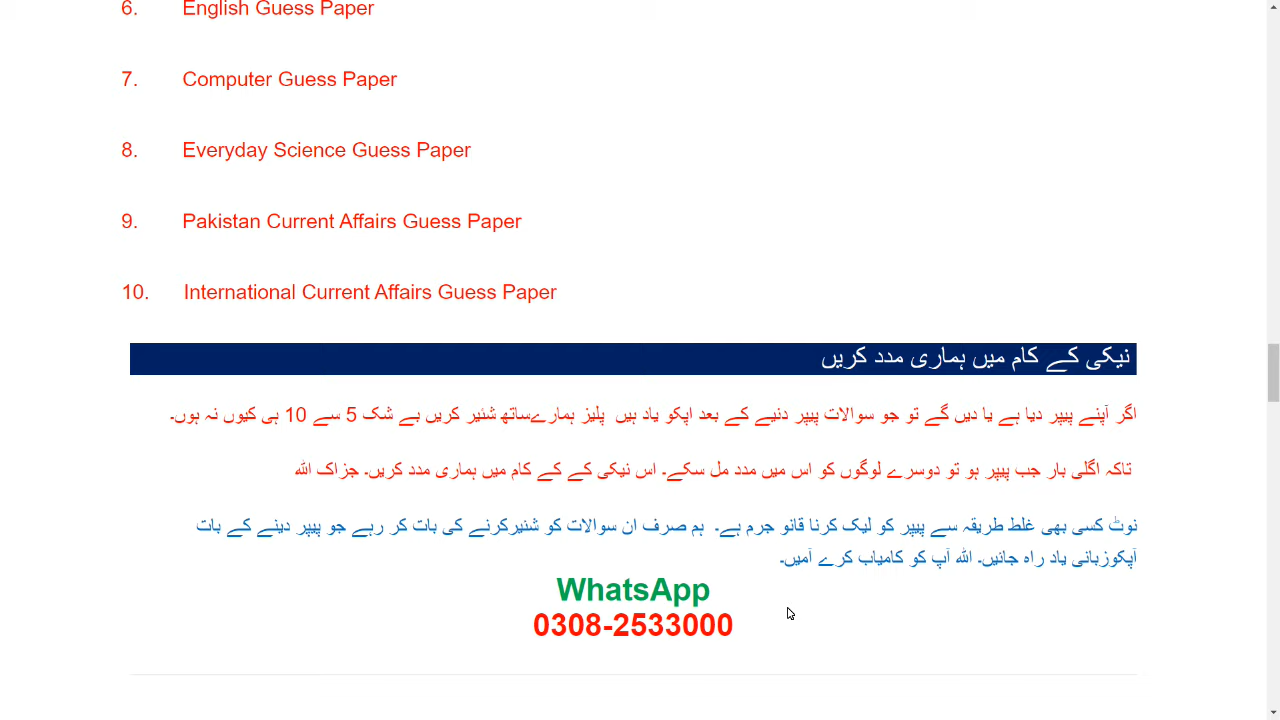 6. English Guess Paper
7. Computer Guess Paper
8. Everyday Science Guess Paper
9. Pakistan Current Affairs Guess Paper
10. International Current Affairs Guess Paper
نیکی کے کام میں ہماری مدد کریں
اگر آپنے پیپر دیا ہے یا دیں گے تو جو سوالات پیپر دنیے کے بعد اپکو یاد ہیں پلیز ہمارےساتھ شئیر کریں بے شک 5 سے 10 ہی کیوں نہ ہوں۔
تاکہ اگلی بار جب پیپر ہو تو دوسرے لوگوں کو اس میں مدد مل سکے۔ اس نیکی کے کے کام میں ہماری مدد کریں۔ جزاک اللہ
نوٹ کسی بھی غلط طریقہ سے پیپر کو لیک کرنا قانو جرم ہے۔ ہم صرف ان سوالات کو شئیرکرنے کی بات کر رہے جو پیپر دینے کے بات
آپکوزبانی یاد راہ جانیں۔ اللہ آپ کو کامیاب کرے آمیں۔
WhatsApp
0308-2533000